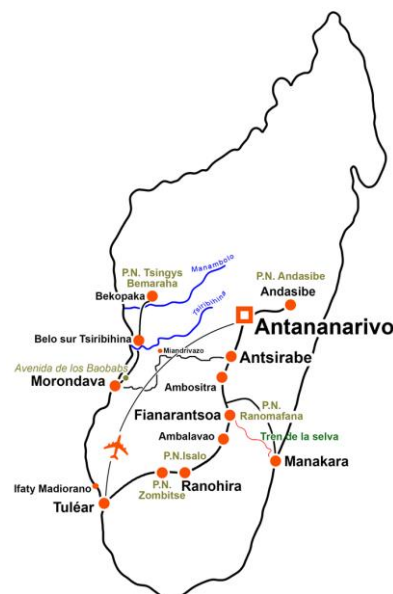 Manambolo
P.N. Tsingys
Bemaraha
Bekopaka
P.N. Andasibe
Andasibe
Tsiribihina
Antananarivo
Belo sur Tsiribihina
Miandrivazo
Antsirabe
Avenida de los Baobabs
Morondava
Ambositra
P.N.
Ranomafana
Fianarantsoa
Tren de la selva
Ambalavao
Manakara
P.N.Isalo
Ranohira
P.N.
Zombitse
Ifaty Madiorano
Tuléar